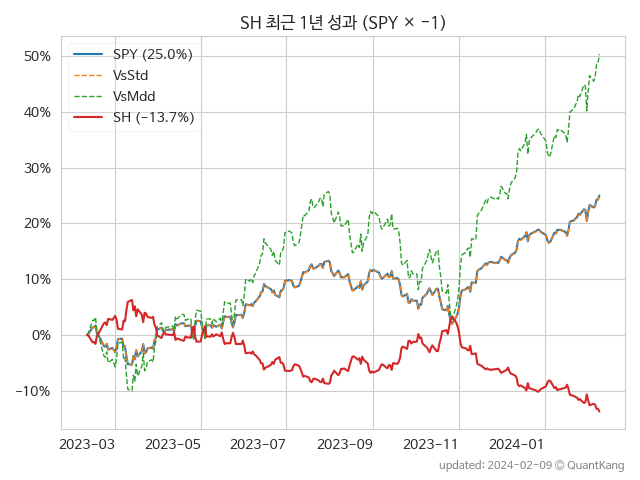 SH 최근 1년 성과 (SPY × −1)
SPY (25.0%)
VsStd
VsMdd
SH (−13.7%)
50%
40%
30%
20%
10%
0%
−10%
2023-03 2023-05 2023-07 2023-09 2023-11 2024-01
updated: 2024-02-09 © QuantKang